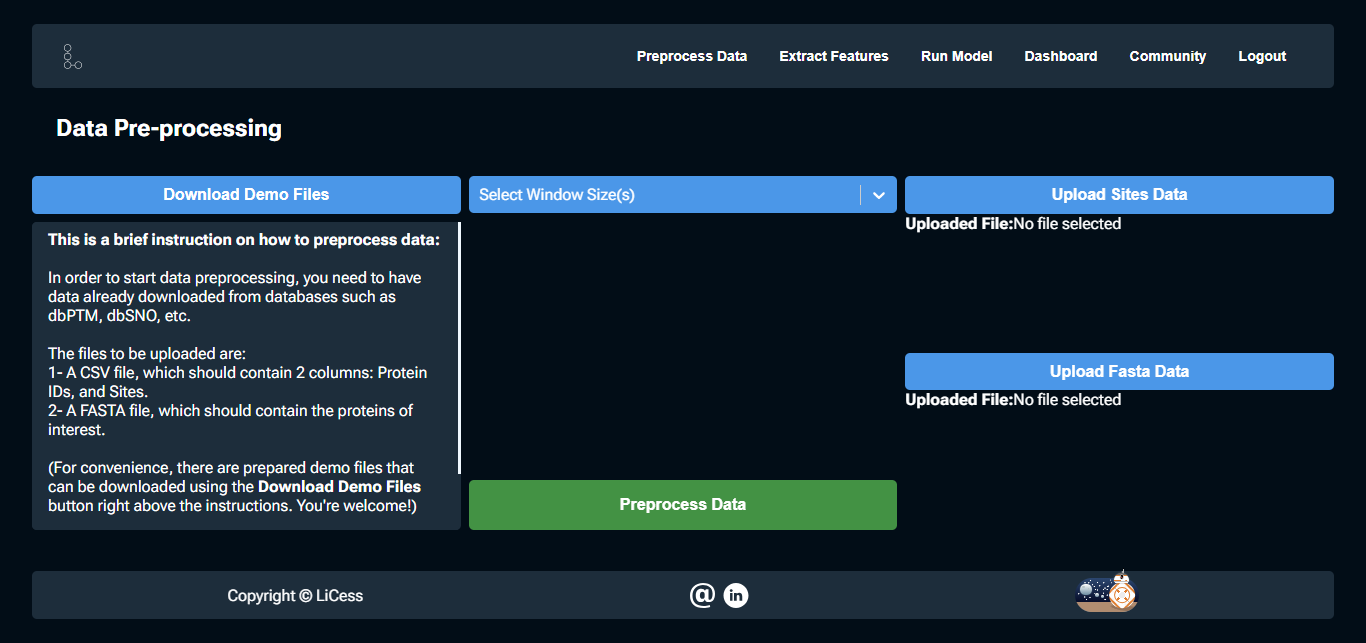 Preprocess Data Extract Features Run Model Dashboard Community Logout
Data Pre-processing
Download Demo Files
This is a brief instruction on how to preprocess data:
In order to start data preprocessing, you need to have
data already downloaded from databases such as
dbPTM, dbSNO, etc.
The files to be uploaded are:
1- A CSV file, which should contain 2 columns: Protein
IDs, and Sites.
2- A FASTA file, which should contain the proteins of
interest.
(For convenience, there are prepared demo files that
can be downloaded using the Download Demo Files
button right above the instructions. You're welcome!)
Select Window Size(s)
Preprocess Data
Upload Sites Data
Uploaded File:No file selected
Upload Fasta Data
Uploaded File:No file selected
Copyright © LiCess
@ in